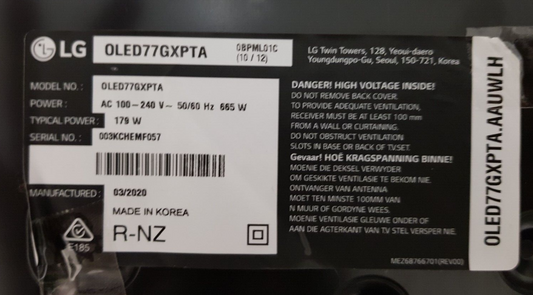 LG OLED77GXPTA 0BPML01C
(10 / 12)
LG Twin Towers, 128, Yeoui-daero
Youngdungpo-Gu, Seoul, 150-721, Korea
MODEL NO.: OLED77GXPTA
POWER: AC 100-240 V~ 50/60 Hz 665 W
TYPICAL POWER: 179 W
SERIAL NO.: 003KCHEMF057
MANUFACTURED: 03/2020
MADE IN KOREA
R-NZ
E185
DANGER! HIGH VOLTAGE INSIDE!
DO NOT REMOVE BACK COVER.
TO PROVIDE ADEQUATE VENTILATION,
RECEIVER MUST BE AT LEAST 100 mm
FROM A WALL OR CURTAINING.
DO NOT OBSTRUCT VENTILATION
SLOTS IN BASE OR BACK OF TV.SET.
Gevaar! HOË KRAGSPANNING BINNE!
MOENIE DIE DEKSEL VERWYDER
OM GESKIKTE VENTILASIE TE BEKOM NIE.
ONTVANGER VAN ANTENNA
MOET TEN MINSTE 100MM VAN
N MUUR OF GORDYNE WEES.
MOENIE VENTILASIE GLEUWE ONDER OF
AAN DIE AGTERKANT VAN TV STEL VERSPER NIE.
MEZ68766701(REV00)
OLED77GXPTA.AAUWLH